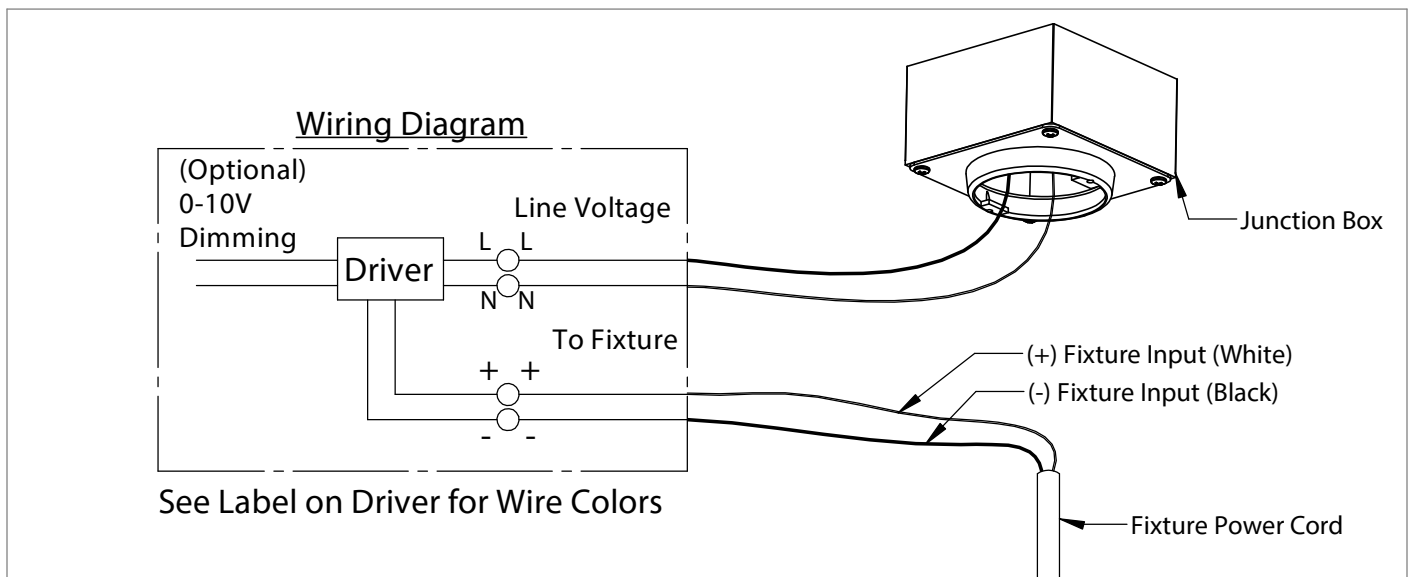 Wiring Diagram
(Optional)
0-10V
Dimming
Line Voltage
L L
Driver
N N
To Fixture
+ +
- -
See Label on Driver for Wire Colors
Junction Box
(+) Fixture Input (White)
(-) Fixture Input (Black)
Fixture Power Cord